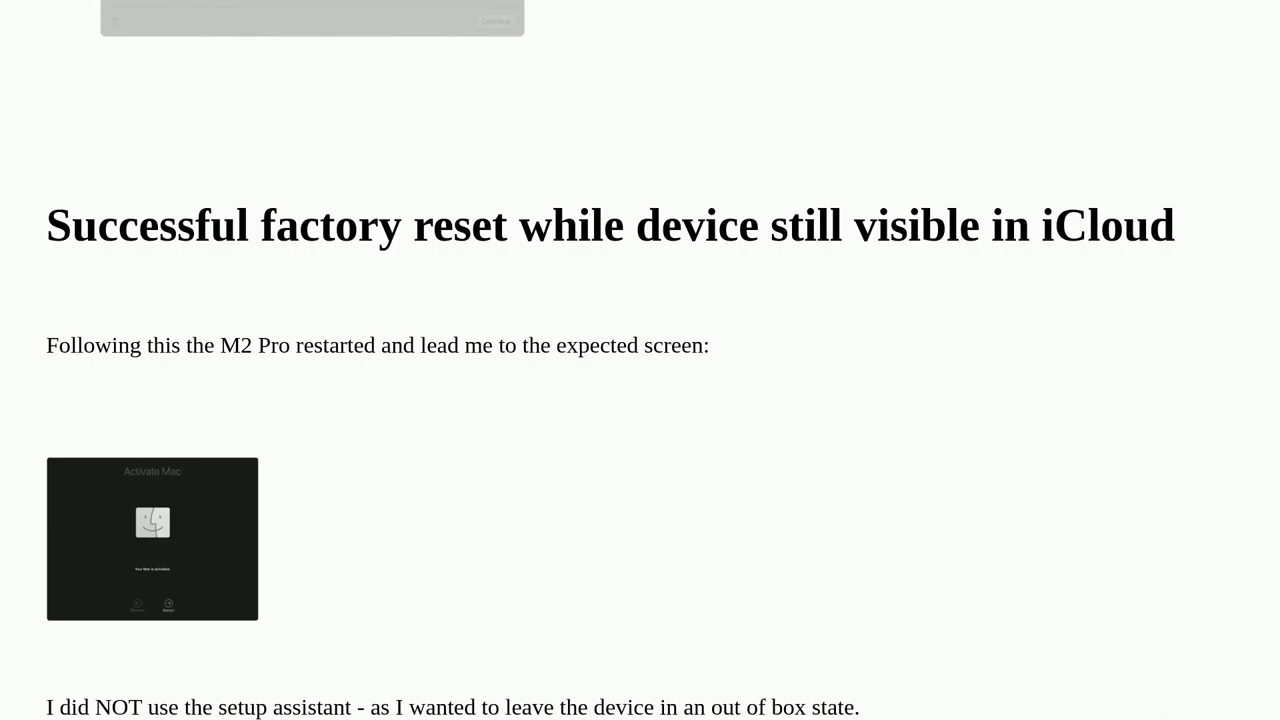 Continue
Successful factory reset while device still visible in iCloud
Following this the M2 Pro restarted and lead me to the expected screen:
Activate Mac
Your Mac is activated.
Restart
I did NOT use the setup assistant - as I wanted to leave the device in an out of box state.